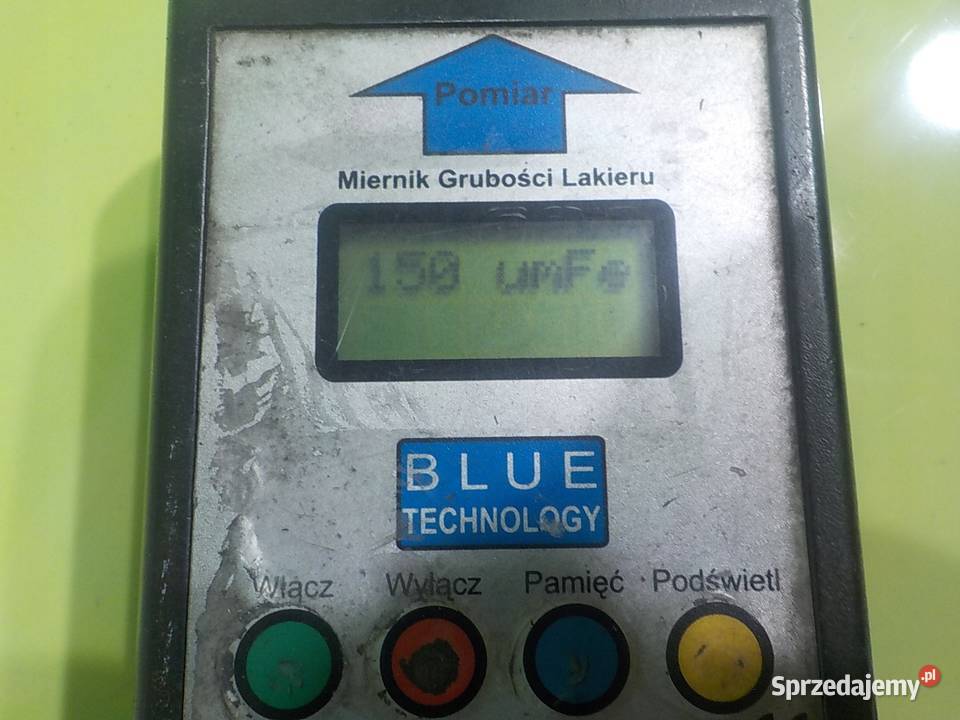 Pomiar
Miernik Grubości Lakieru
150 umFe
BLUE
TECHNOLOGY
Włącz Wyłącz Pamięć Podświetl
Sprzedajemy.pl